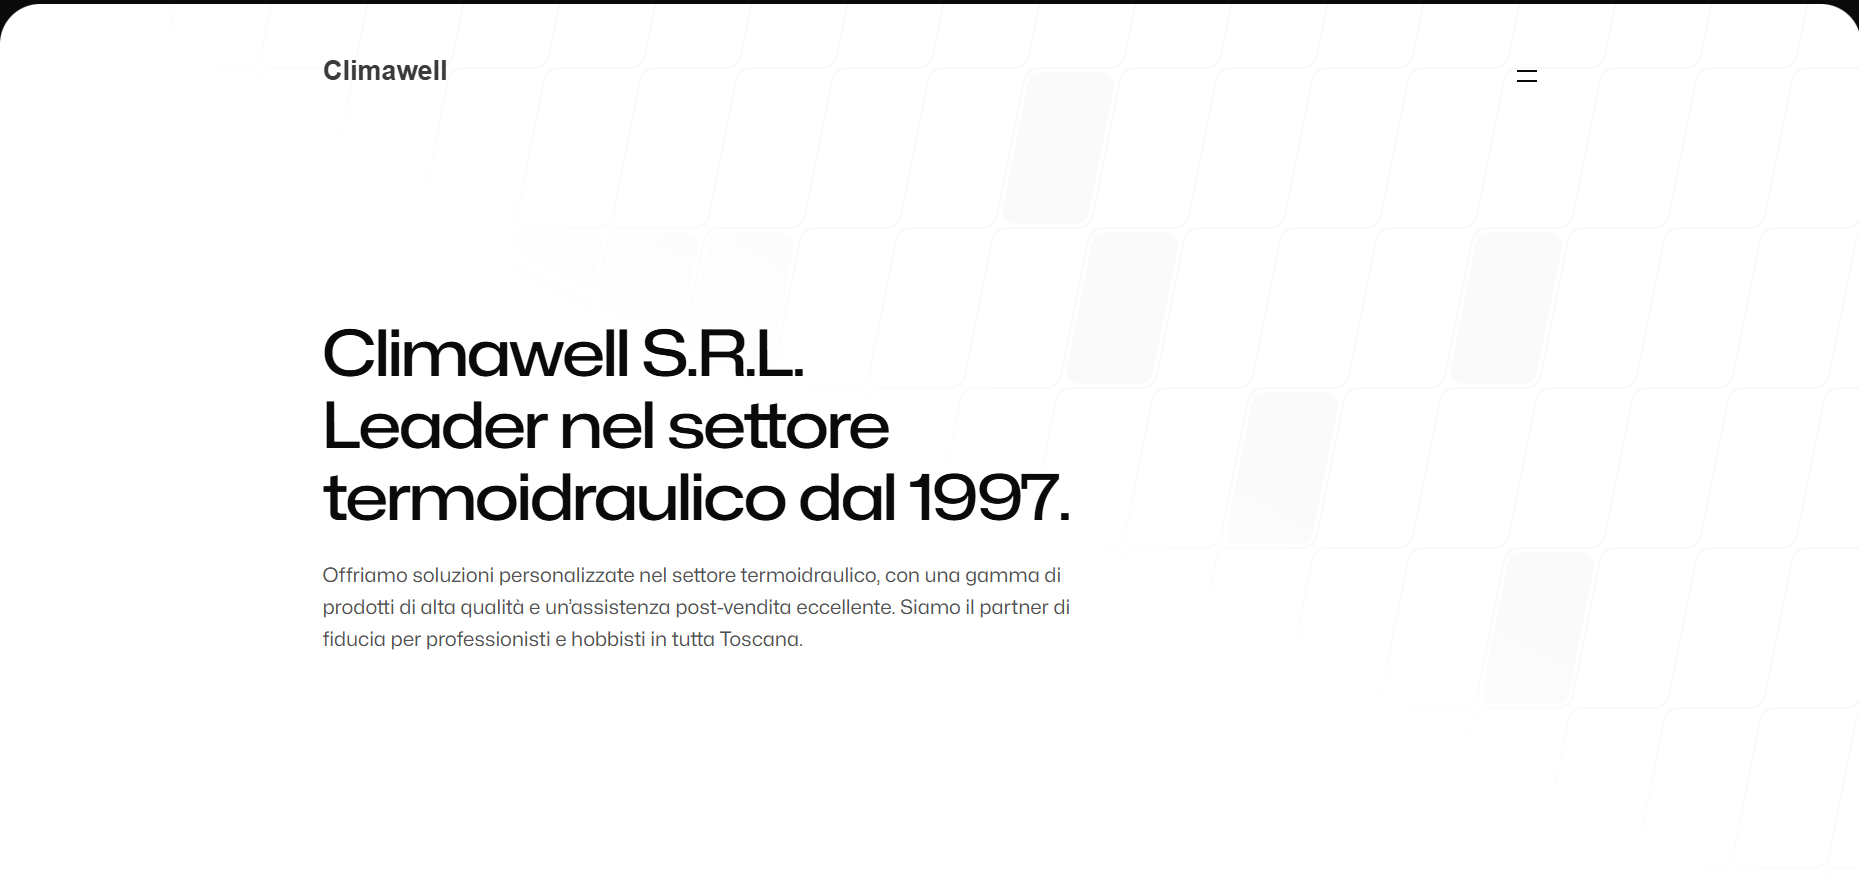 Climawell
Climawell S.R.L.
Leader nel settore
termoidraulico dal 1997.
Offriamo soluzioni personalizzate nel settore termoidraulico, con una gamma di
prodotti di alta qualità e un’assistenza post-vendita eccellente. Siamo il partner di
fiducia per professionisti e hobbisti in tutta Toscana.